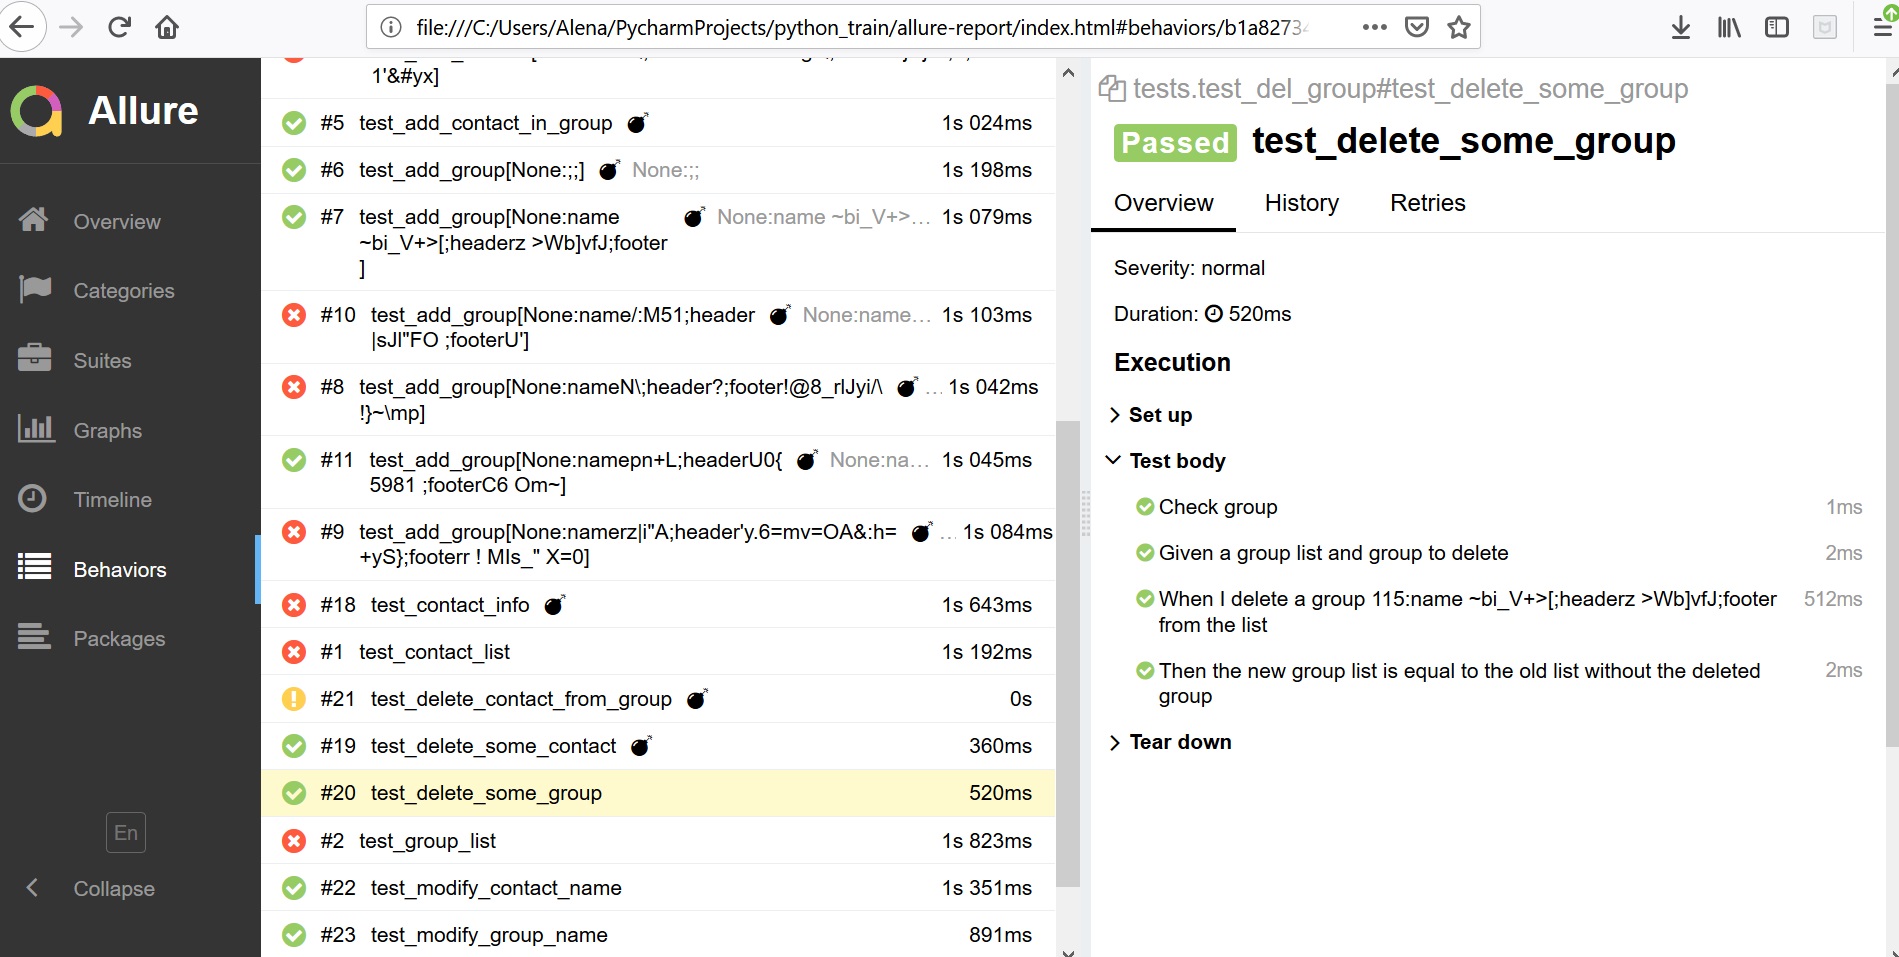 file:///C:/Users/Alena/PycharmProjects/python_train/allure-report/index.html#behaviors/b1a8273
Allure
Overview
Categories
Suites
Graphs
Timeline
Behaviors
Packages
En
Collapse
1'&#yx]
#5 test_add_contact_in_group 1s 024ms
#6 test_add_group[None:;;] None:;; 1s 198ms
#7 test_add_group[None:name None:name ~bi_V+>… 1s 079ms
~bi_V+>[;headerz >Wb]vfJ;footer
]
#10 test_add_group[None:name/:M51;header None:name… 1s 103ms
|sJl"FO ;footerU']
#8 test_add_group[None:nameN\;header?;footer!@8_rlJyi/\ … 1s 042ms
!}~\mp]
#11 test_add_group[None:namepn+L;headerU0{ None:na… 1s 045ms
5981 ;footerC6 Om~]
#9 test_add_group[None:namerz|i"A;header'y.6=mv=OA&:h= … 1s 084ms
+yS};footerr ! MIs_" X=0]
#18 test_contact_info 1s 643ms
#1 test_contact_list 1s 192ms
#21 test_delete_contact_from_group 0s
#19 test_delete_some_contact 360ms
#20 test_delete_some_group 520ms
#2 test_group_list 1s 823ms
#22 test_modify_contact_name 1s 351ms
#23 test_modify_group_name 891ms
tests.test_del_group#test_delete_some_group
Passed test_delete_some_group
Overview History Retries
Severity: normal
Duration: 520ms
Execution
Set up
Test body
Check group 1ms
Given a group list and group to delete 2ms
When I delete a group 115:name ~bi_V+>[;headerz >Wb]vfJ;footer 512ms
from the list
Then the new group list is equal to the old list without the deleted 2ms
group
Tear down